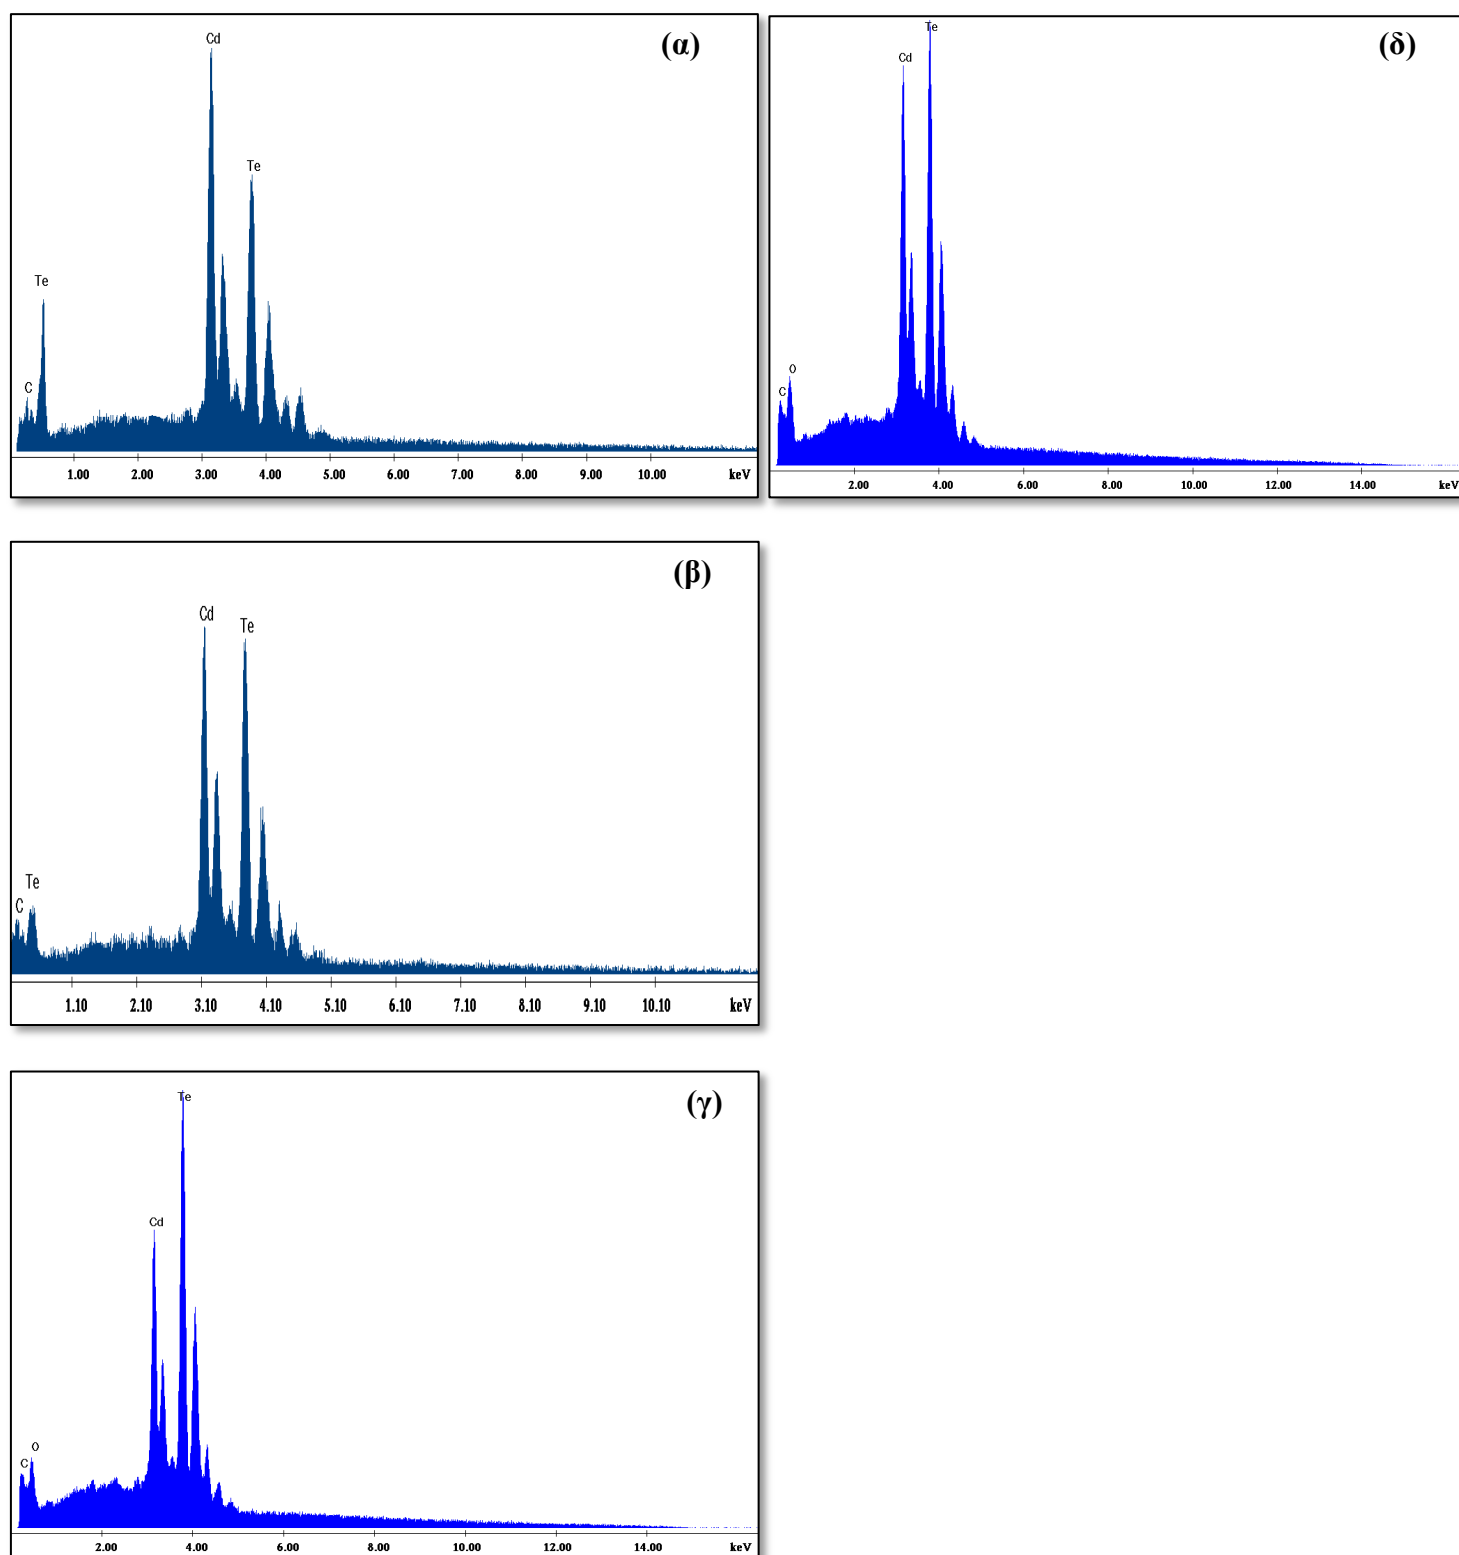 (α)
Cd
Te
Te
C
1.00 2.00 3.00 4.00 5.00 6.00 7.00 8.00 9.00 10.00 keV
(δ)
Te
Cd
O
C
2.00 4.00 6.00 8.00 10.00 12.00 14.00 keV
(β)
Cd
Te
Te
C
1.10 2.10 3.10 4.10 5.10 6.10 7.10 8.10 9.10 10.10 keV
(γ)
Te
Cd
O
C
2.00 4.00 6.00 8.00 10.00 12.00 14.00 keV